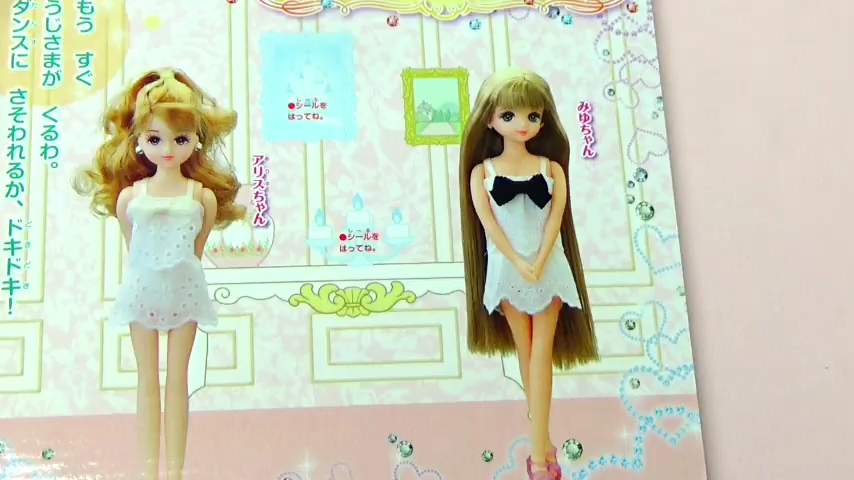 もう すぐ
うじさまが くるわ。
ダンスに さそわれるか、ドキドキ!
●シールを
はってね。
みゆちゃん
アリスちゃん
●シールを
はってね。